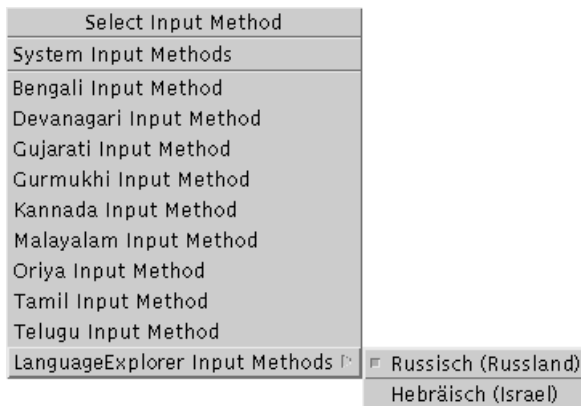 Select Input Method
System Input Methods
Bengali Input Method
Devanagari Input Method
Gujarati Input Method
Gurmukhi Input Method
Kannada Input Method
Malayalam Input Method
Oriya Input Method
Tamil Input Method
Telugu Input Method
LanguageExplorer Input Methods
Russisch (Russland)
Hebräisch (Israel)